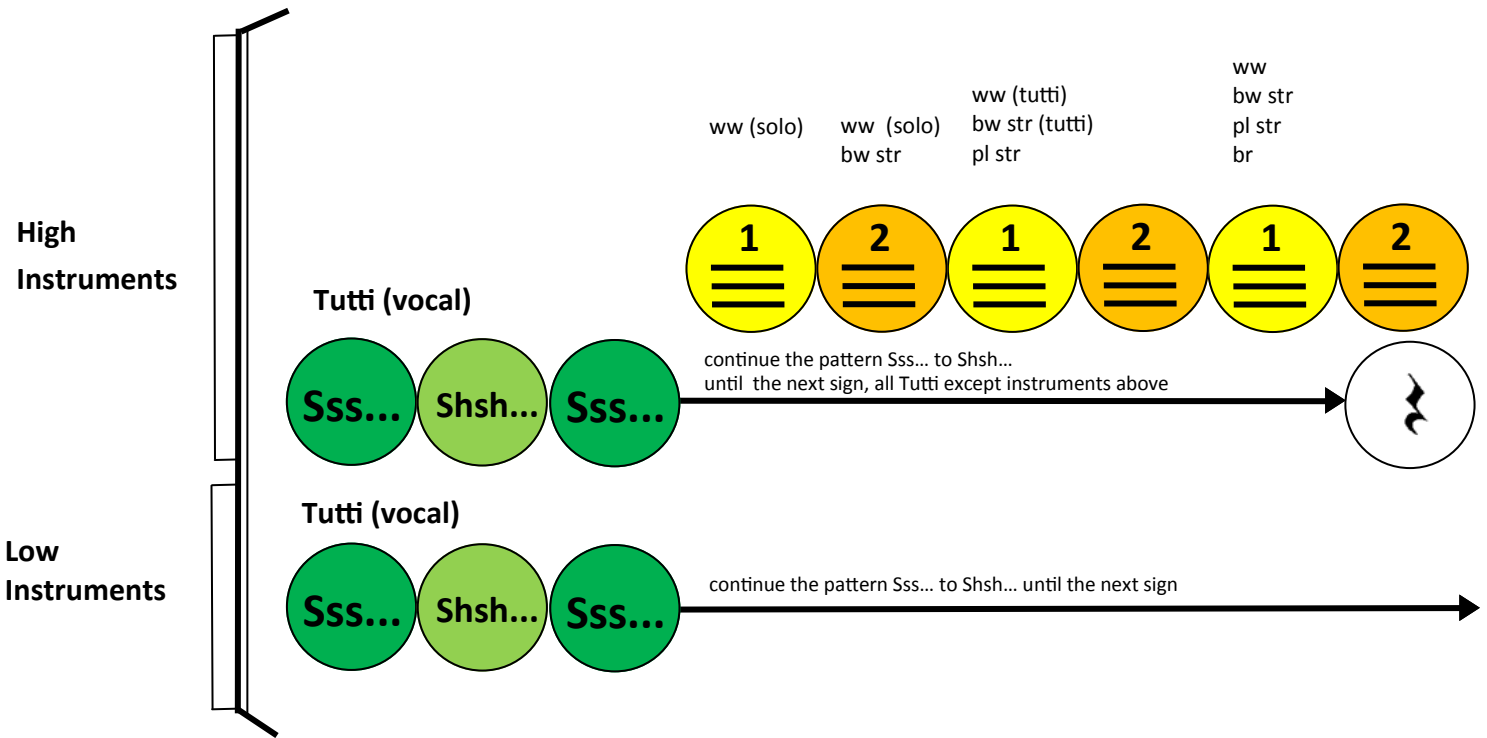 ww
ww (tutti)
bw str
ww (solo)
ww  (solo)
bw str (tutti)
pl str
bw str
pl str
br
High
Instruments
1
2
1
2
1
2
Tutti (vocal)
continue the pattern Sss... to Shsh...
until  the next sign, all Tutti except instruments above
Sss...
Shsh...
Sss...
Tutti (vocal)
Low
Instruments
continue the pattern Sss... to Shsh... until the next sign
Sss...
Shsh...
Sss...